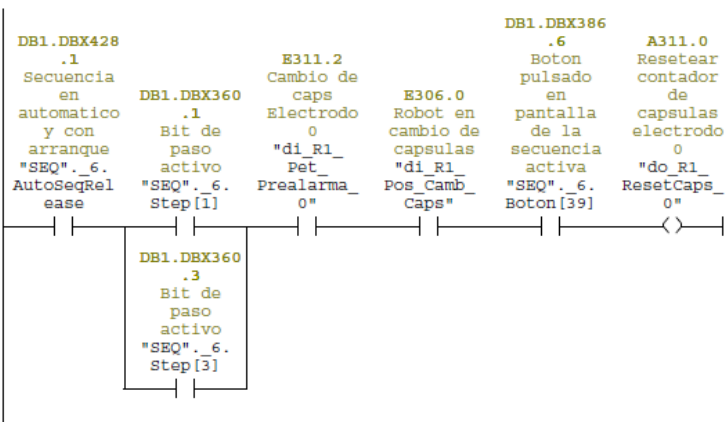 DB1.DBX428
.1
Secuencia
en
automatico
y con
arranque
"SEQ"._6.
AutoSeqRel
ease
DB1.DBX360
.1
Bit de
paso
activo
"SEQ"._6.
Step[1]
E311.2
Cambio de
caps
Electrodo
0
"di_R1_
Pet_
Prealarma_
0"
E306.0
Robot en
cambio de
capsulas
"di_R1_
Pos_Camb_
Caps"
DB1.DBX386
.6
Boton
pulsado
en
pantalla
de la
secuencia
activa
"SEQ"._6.
Boton[39]
A311.0
Resetear
contador
de
capsulas
electrodo
0
"do_R1_
ResetCaps_
0"
DB1.DBX360
.3
Bit de
paso
activo
"SEQ"._6.
Step[3]